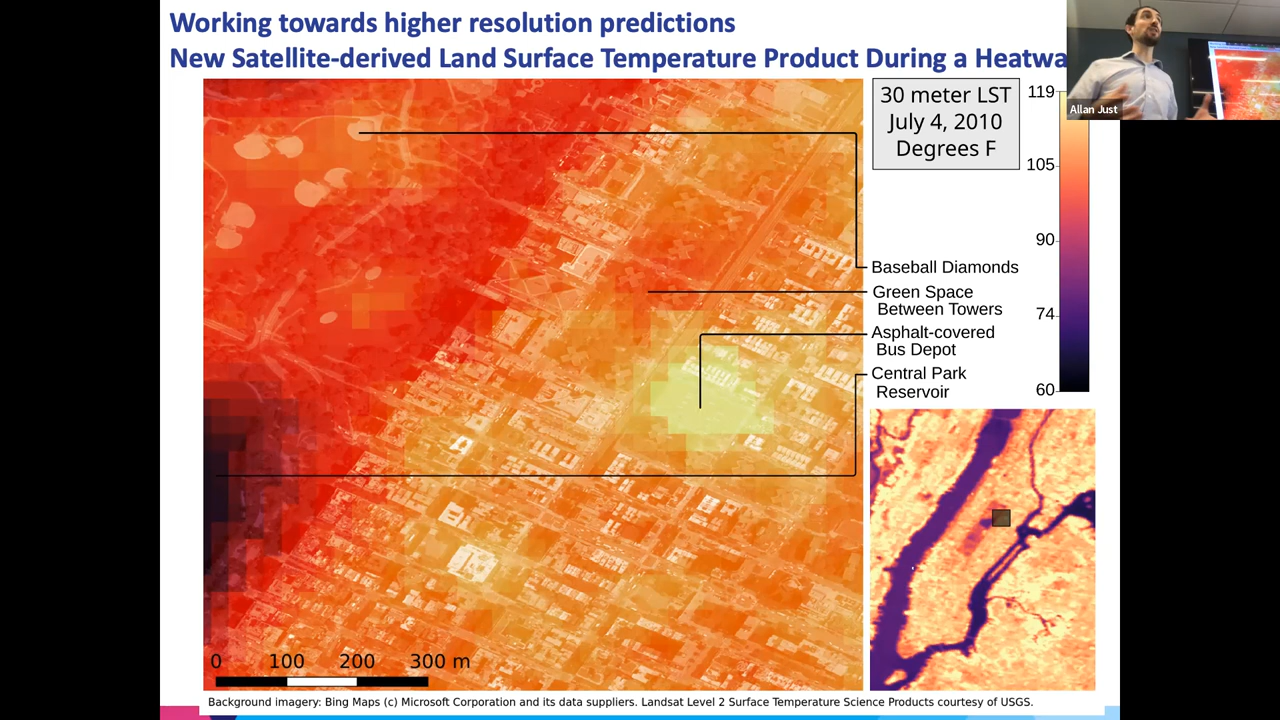 Working towards higher resolution predictions
New Satellite-derived Land Surface Temperature Product During a Heatwa
Allan Just
30 meter LST
July 4, 2010
Degrees F
119
105
90
74
60
Baseball Diamonds
Green Space
Between Towers
Asphalt-covered
Bus Depot
Central Park
Reservoir
0 100 200 300 m
Background imagery: Bing Maps (c) Microsoft Corporation and its data suppliers. Landsat Level 2 Surface Temperature Science Products courtesy of USGS.